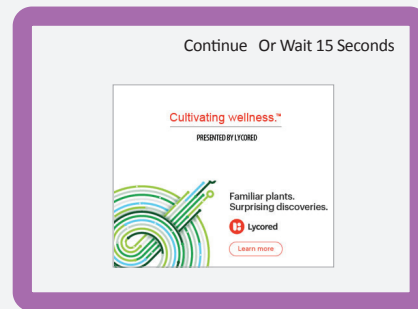 Continue Or Wait 15 Seconds
Cultivating wellness.™
PRESENTED BY LYCORED
Familiar plants.
Surprising discoveries.
Lycored
Learn more